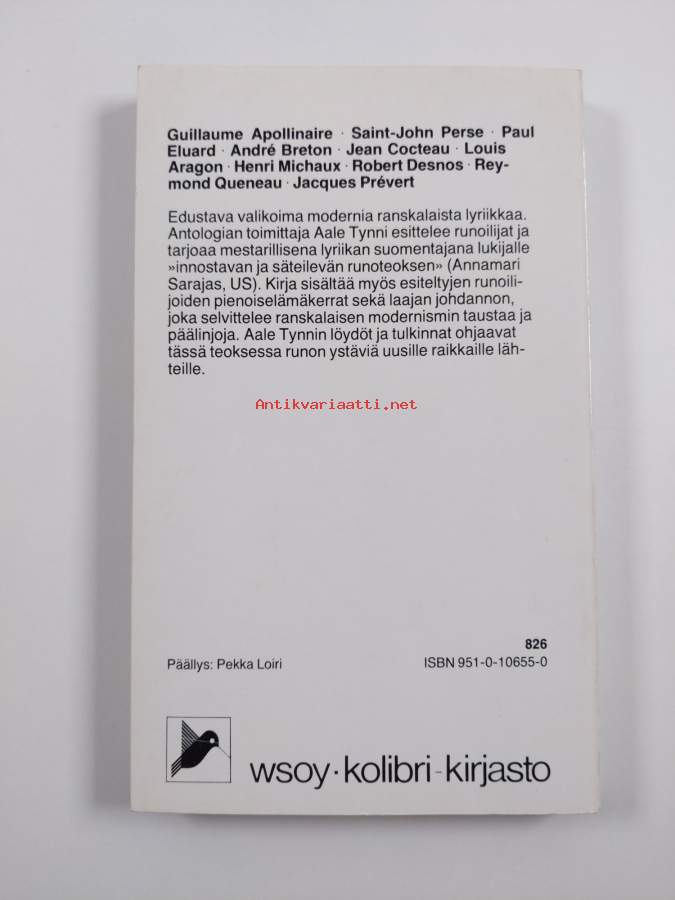 Guillaume Apollinaire · Saint-John Perse · Paul
Eluard · André Breton · Jean Cocteau · Louis
Aragon · Henri Michaux · Robert Desnos · Rey-
mond Queneau · Jacques Prévert
Edustava valikoima modernia ranskalaista lyriikkaa.
Antologian toimittaja Aale Tynni esittelee runoilijat ja
tarjoaa mestarillisena lyriikan suomentajana lukijalle
»innostavan ja säteilevän runoteoksen» (Annamari
Sarajas, US). Kirja sisältää myös esiteltyjen runoili-
joiden pienoiselämäkerrat sekä laajan johdannon,
joka selvittelee ranskalaisen modernismin taustaa ja
päälinjoja. Aale Tynnin löydöt ja tulkinnat ohjaavat
tässä teoksessa runon ystäviä uusille raikkaille läh-
teille.
Antikvariaatti.net
826
Päällys: Pekka Loiri ISBN 951-0-10655-0
wsoy·kolibri-kirjasto